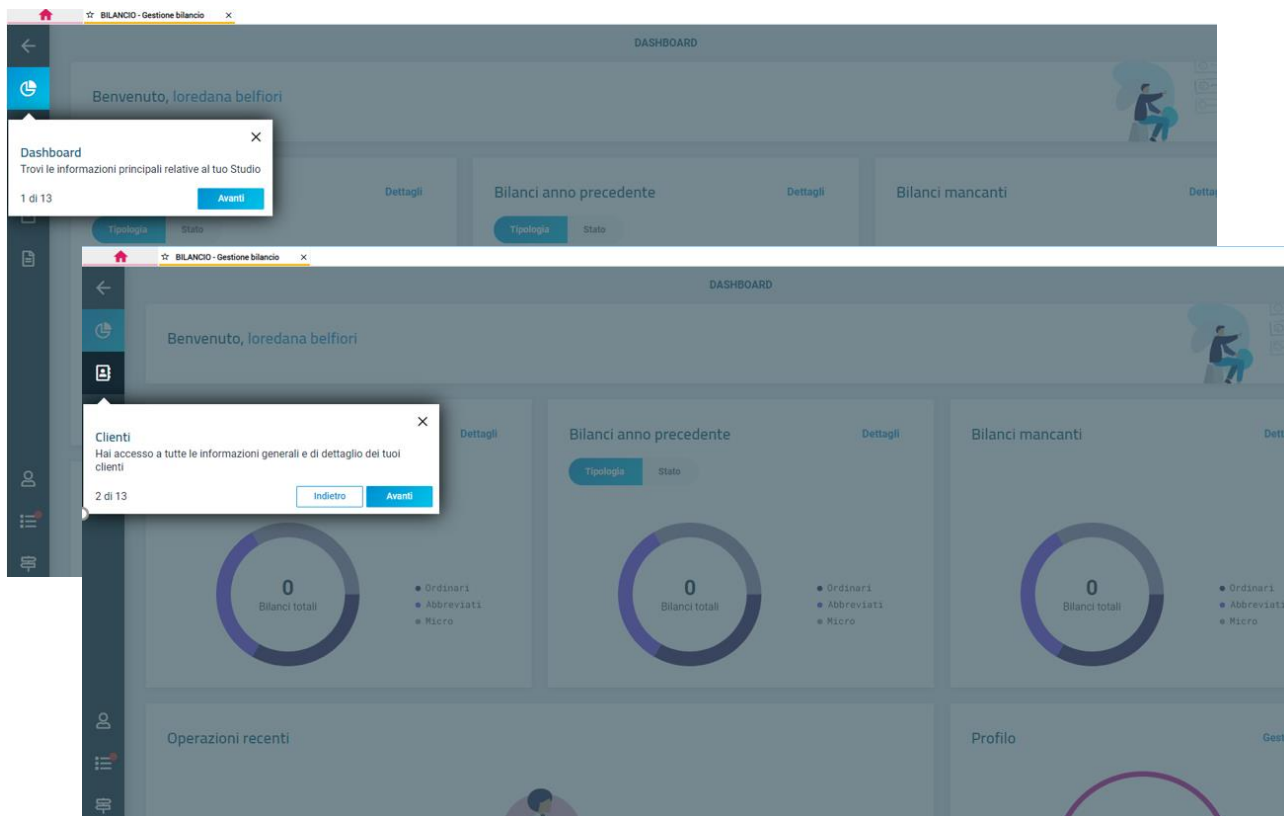 BILANCIO - Gestione bilancio
DASHBOARD
Benvenuto, loredana belfiori
Dashboard
Trovi le informazioni principali relative al tuo Studio
1 di 13
Avanti
Dettagli
Bilanci anno precedente
Dettagli
Bilanci mancanti
Tipologia
Stato
Tipologia
Stato
BILANCIO - Gestione bilancio
DASHBOARD
Benvenuto, loredana belfiori
Clienti
Hai accesso a tutte le informazioni generali e di dettaglio dei tuoi
clienti
2 di 13
Indietro
Avanti
Dettagli
Bilanci anno precedente
Dettagli
Bilanci mancanti
Tipologia
Stato
0
Bilanci totali
Ordinari
Abbreviati
Micro
0
Bilanci totali
Ordinari
Abbreviati
Micro
0
Bilanci totali
Ordinari
Abbreviati
Micro
Operazioni recenti
Profilo